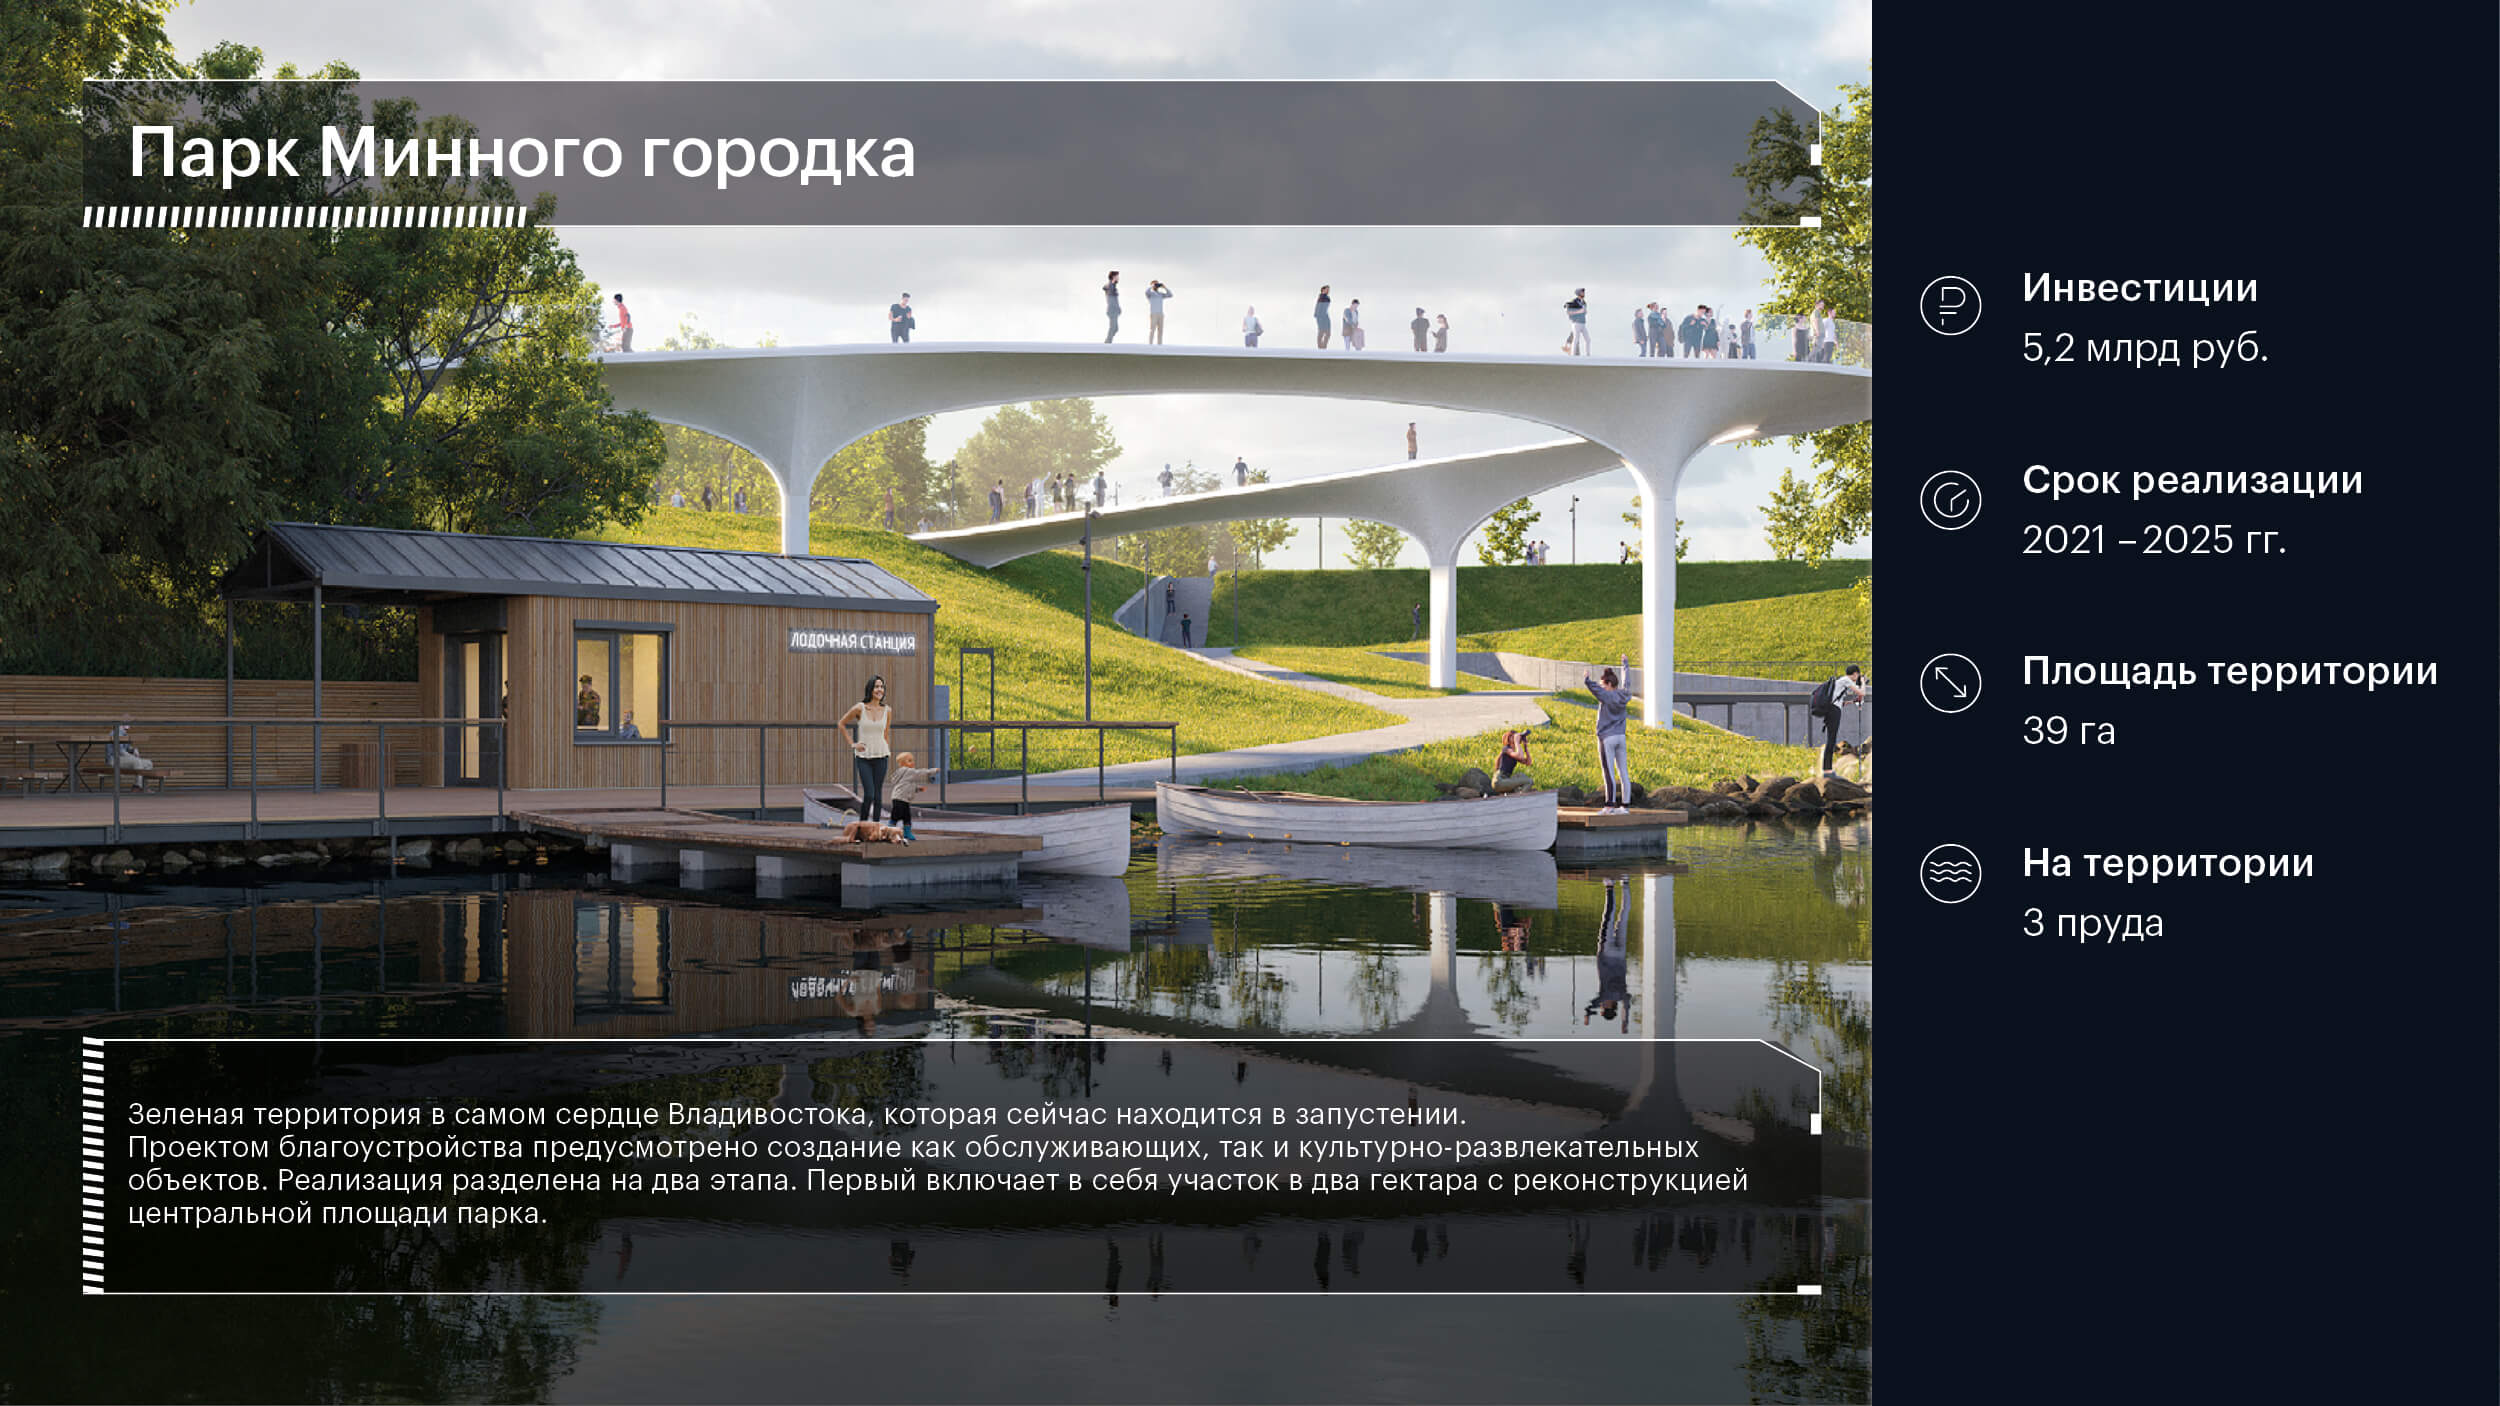 Парк Минного городка
Инвестиции
5,2 млрд руб.
Срок реализации
2021 – 2025 гг.
Площадь территории
39 га
На территории
3 пруда
ЛОДОЧНАЯ СТАНЦИЯ
Зеленая территория в самом сердце Владивостока, которая сейчас находится в запустении.
Проектом благоустройства предусмотрено создание как обслуживающих, так и культурно-развлекательных
объектов. Реализация разделена на два этапа. Первый включает в себя участок в два гектара с реконструкцией
центральной площади парка.